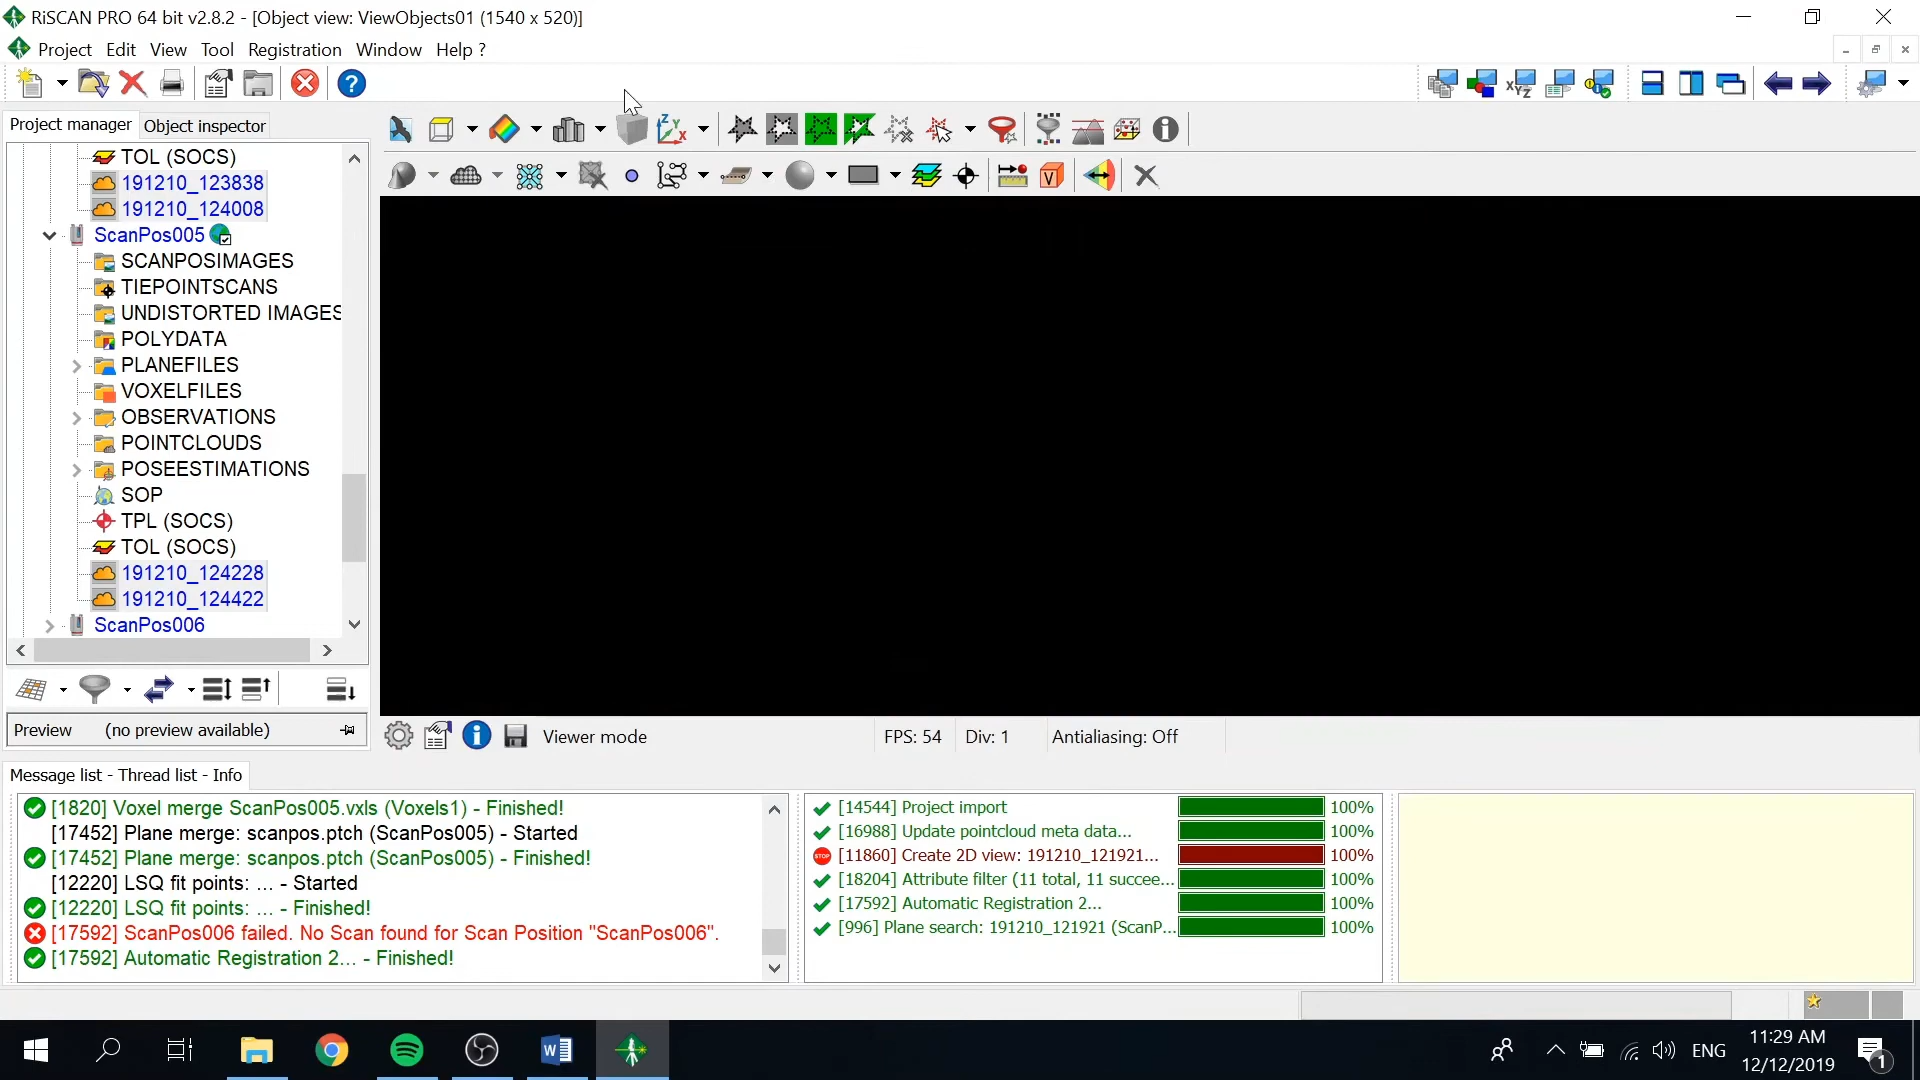 RiSCAN PRO 64 bit v2.8.2 - [Object view: ViewObjects01 (1540 x 520)]
Project Edit View Tool Registration Window Help ?
Project manager Object inspector
TOL (SOCS)
191210_123838
191210_124008
ScanPos005
SCANPOSIMAGES
TIEPOINTSCANS
UNDISTORTED IMAGES
POLYDATA
PLANEFILES
VOXELFILES
OBSERVATIONS
POINTCLOUDS
POSEESTIMATIONS
SOP
TPL (SOCS)
TOL (SOCS)
191210_124228
191210_124422
ScanPos006
Preview (no preview available)
Viewer mode FPS: 54 Div: 1 Antialiasing: Off
Message list - Thread list - Info
[1820] Voxel merge ScanPos005.vxls (Voxels1) - Finished!
[17452] Plane merge: scanpos.ptch (ScanPos005) - Started
[17452] Plane merge: scanpos.ptch (ScanPos005) - Finished!
[12220] LSQ fit points: ... - Started
[12220] LSQ fit points: ... - Finished!
[17592] ScanPos006 failed. No Scan found for Scan Position "ScanPos006".
[17592] Automatic Registration 2... - Finished!
[14544] Project import 100%
[16988] Update pointcloud meta data... 100%
[11860] Create 2D view: 191210_121921... 100%
[18204] Attribute filter (11 total, 11 succee... 100%
[17592] Automatic Registration 2... 100%
[996] Plane search: 191210_121921 (ScanP... 100%
ENG
11:29 AM
12/12/2019
1